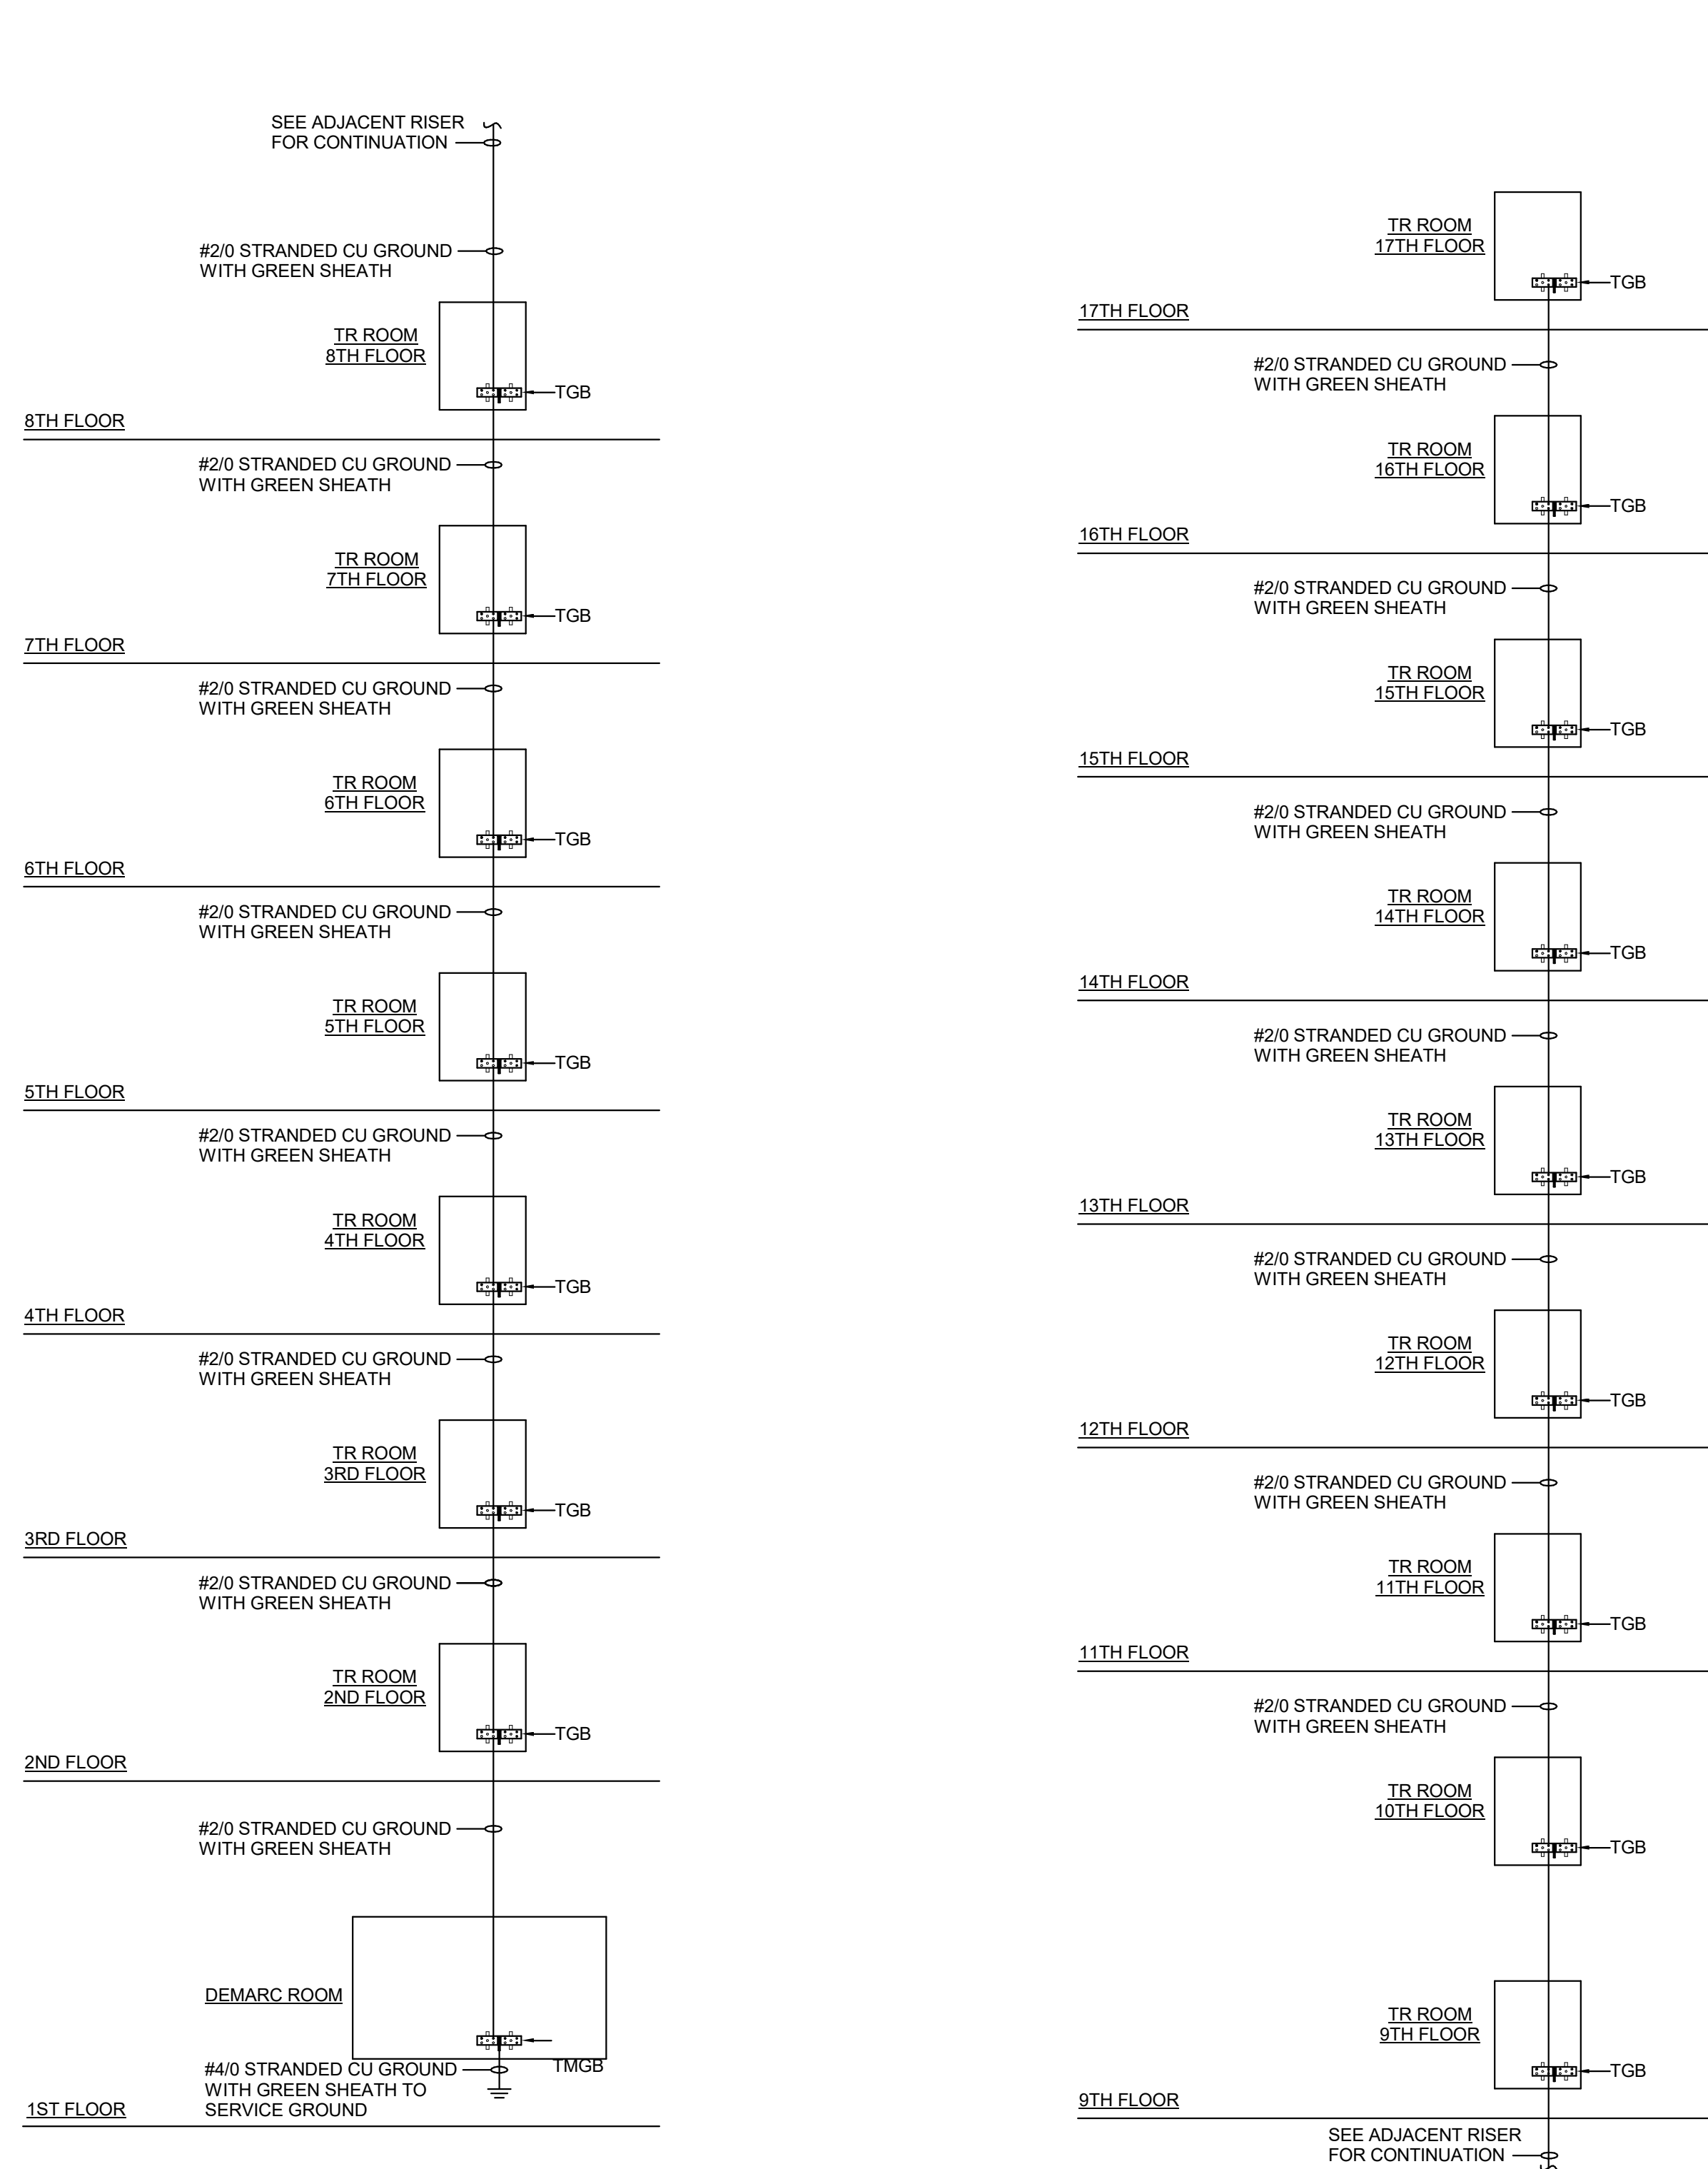 SEE ADJACENT RISER
FOR CONTINUATION
#2/0 STRANDED CU GROUND
WITH GREEN SHEATH
TR ROOM
8TH FLOOR
TGB
8TH FLOOR
#2/0 STRANDED CU GROUND
WITH GREEN SHEATH
TR ROOM
7TH FLOOR
TGB
7TH FLOOR
#2/0 STRANDED CU GROUND
WITH GREEN SHEATH
TR ROOM
6TH FLOOR
TGB
6TH FLOOR
#2/0 STRANDED CU GROUND
WITH GREEN SHEATH
TR ROOM
5TH FLOOR
TGB
5TH FLOOR
#2/0 STRANDED CU GROUND
WITH GREEN SHEATH
TR ROOM
4TH FLOOR
TGB
4TH FLOOR
#2/0 STRANDED CU GROUND
WITH GREEN SHEATH
TR ROOM
3RD FLOOR
TGB
3RD FLOOR
#2/0 STRANDED CU GROUND
WITH GREEN SHEATH
TR ROOM
2ND FLOOR
TGB
2ND FLOOR
#2/0 STRANDED CU GROUND
WITH GREEN SHEATH
DEMARC ROOM
TMGB
#4/0 STRANDED CU GROUND
WITH GREEN SHEATH TO
SERVICE GROUND
1ST FLOOR
TR ROOM
17TH FLOOR
TGB
17TH FLOOR
#2/0 STRANDED CU GROUND
WITH GREEN SHEATH
TR ROOM
16TH FLOOR
TGB
16TH FLOOR
#2/0 STRANDED CU GROUND
WITH GREEN SHEATH
TR ROOM
15TH FLOOR
TGB
15TH FLOOR
#2/0 STRANDED CU GROUND
WITH GREEN SHEATH
TR ROOM
14TH FLOOR
TGB
14TH FLOOR
#2/0 STRANDED CU GROUND
WITH GREEN SHEATH
TR ROOM
13TH FLOOR
TGB
13TH FLOOR
#2/0 STRANDED CU GROUND
WITH GREEN SHEATH
TR ROOM
12TH FLOOR
TGB
12TH FLOOR
#2/0 STRANDED CU GROUND
WITH GREEN SHEATH
TR ROOM
11TH FLOOR
TGB
11TH FLOOR
#2/0 STRANDED CU GROUND
WITH GREEN SHEATH
TR ROOM
10TH FLOOR
TGB
TR ROOM
9TH FLOOR
TGB
9TH FLOOR
SEE ADJACENT RISER
FOR CONTINUATION